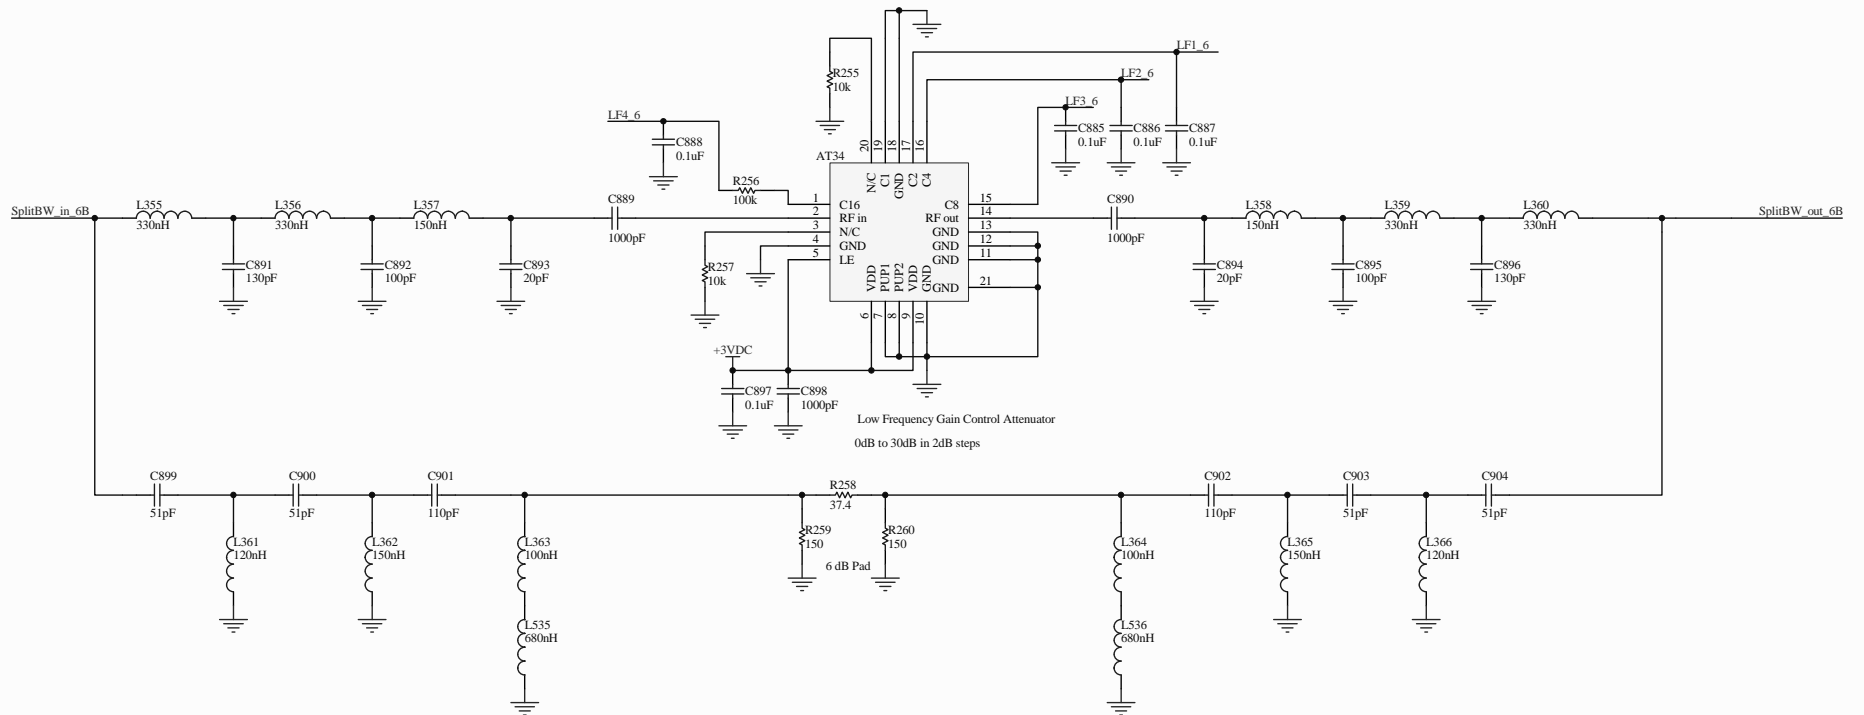 LF1_6
R255
10k
LF2_6
LF3_6
LF4_6
C888
0.1uF
C885
0.1uF
C886
0.1uF
C887
0.1uF
AT34
20
19
18
17
16
N/C
C1
GND
C2
C4
R256
100k
1
2
3
4
5
C16
RF in
N/C
GND
LE
C8
RF out
GND
GND
GND
GND
15
14
13
12
11
21
VDD
PUP1
PUP2
VDD
GND
6
7
8
9
10
SplitBW_in_6B
L355
330nH
L356
330nH
L357
150nH
C889
1000pF
C890
1000pF
L358
150nH
L359
330nH
L360
330nH
SplitBW_out_6B
C891
130pF
C892
100pF
C893
20pF
R257
10k
C894
20pF
C895
100pF
C896
130pF
+3VDC
C897
0.1uF
C898
1000pF
Low Frequency Gain Control Attenuator
0dB to 30dB in 2dB steps
C899
51pF
C900
51pF
C901
110pF
R258
37.4
C902
110pF
C903
51pF
C904
51pF
R259
150
R260
150
6 dB Pad
L361
120nH
L362
150nH
L363
100nH
L364
100nH
L365
150nH
L366
120nH
L535
680nH
L536
680nH